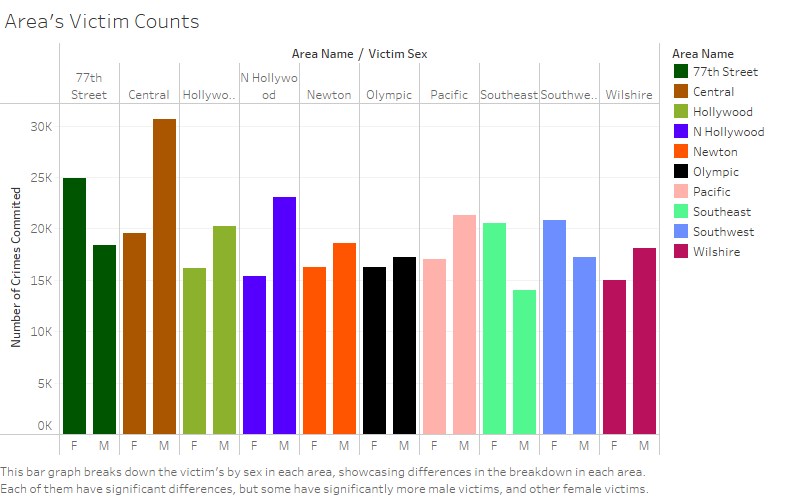 Area's Victim Counts
Area Name / Victim Sex
77th
Street
Central
Hollywo..
N Hollywo
od
Newton
Olympic
Pacific
Southeast
Southwe..
Wilshire
Number of Crimes Commited
30K
25K
20K
15K
10K
5K
0K
F M F M F M F M F M F M F M F M F M F M
Area Name
77th Street
Central
Hollywood
N Hollywood
Newton
Olympic
Pacific
Southeast
Southwest
Wilshire
This bar graph breaks down the victim's by sex in each area, showcasing differences in the breakdown in each area.
Each of them have significant differences, but some have significantly more male victims, and other female victims.